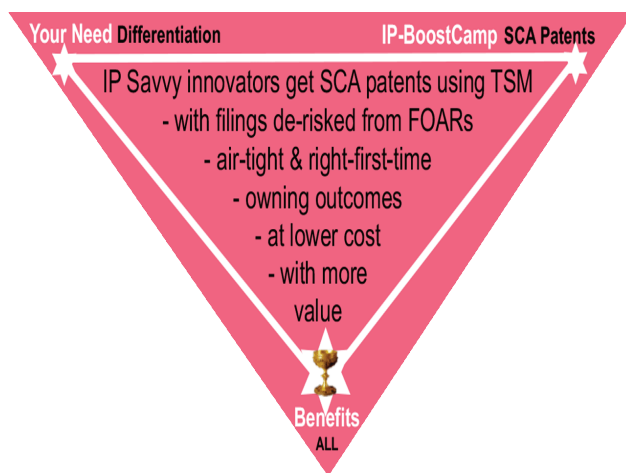 Your Need Differentiation IP-BoostCamp SCA Patents
IP Savvy innovators get SCA patents using TSM
- with filings de-risked from FOARs
- air-tight & right-first-time
- owning outcomes
- at lower cost
- with more
value
Benefits
ALL